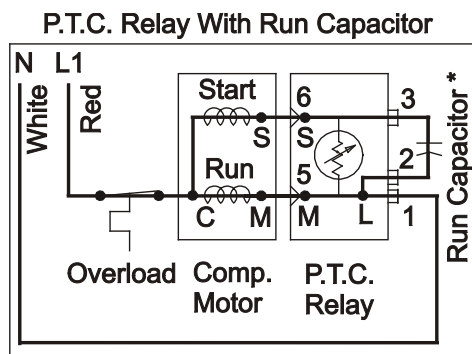 P.T.C. Relay With Run Capacitor
N L1
White
Red
Start
S
Run
C M
6
S
5
M
L
3
2
1
Run Capacitor *
Overload
Comp.
Motor
P.T.C.
Relay